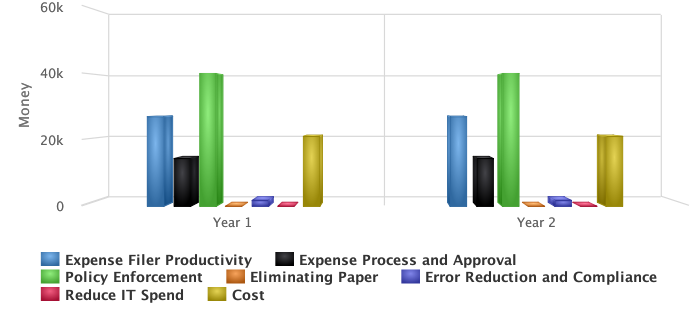 60k
40k
20k
0
Money
Year 1 Year 2
Expense Filer Productivity Expense Process and Approval
Policy Enforcement Eliminating Paper Error Reduction and Compliance
Reduce IT Spend Cost